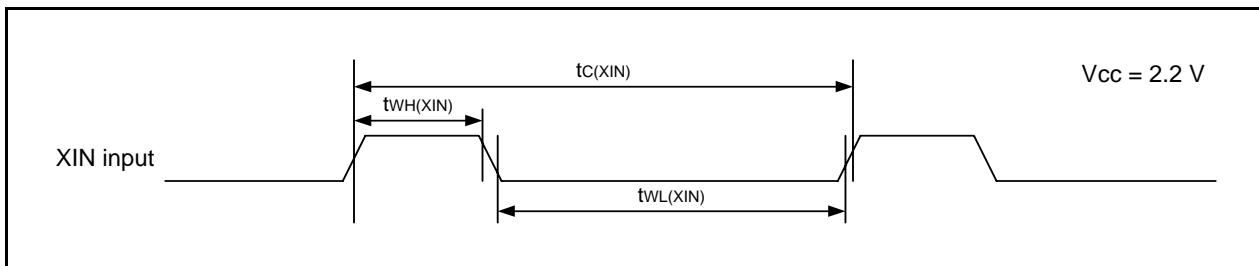 tC(XIN)
Vcc = 2.2 V
tWH(XIN)
XIN input
tWL(XIN)